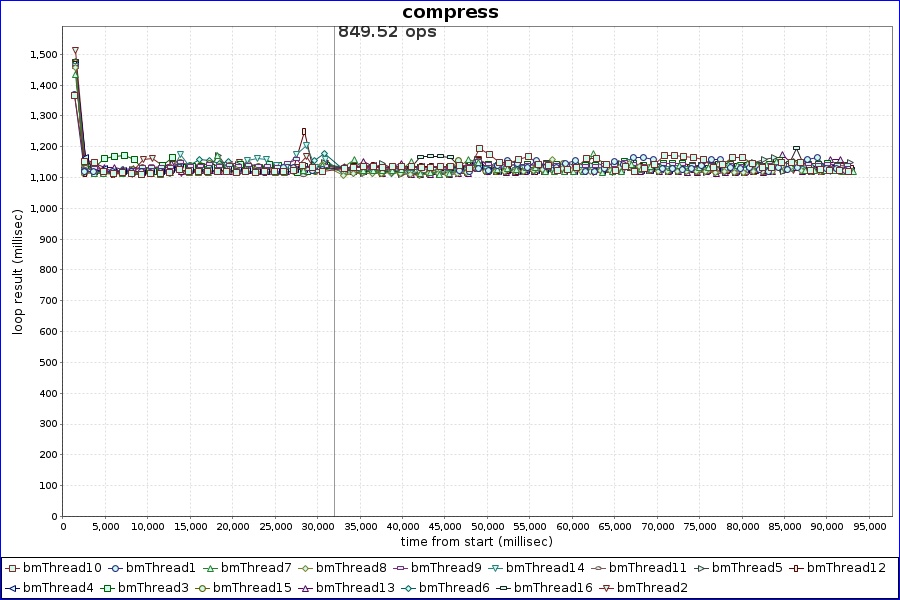 compress
849.52 ops
1,500
1,400
1,300
1,200
1,100
1,000
900
800
700
600
500
400
300
200
100
0
loop result (millisec)
0 5,000 10,000 15,000 20,000 25,000 30,000 35,000 40,000 45,000 50,000 55,000 60,000 65,000 70,000 75,000 80,000 85,000 90,000 95,000
time from start (millisec)
bmThread10 bmThread1 bmThread7 bmThread8 bmThread9 bmThread14 bmThread11 bmThread5 bmThread12
bmThread4 bmThread3 bmThread15 bmThread13 bmThread6 bmThread16 bmThread2